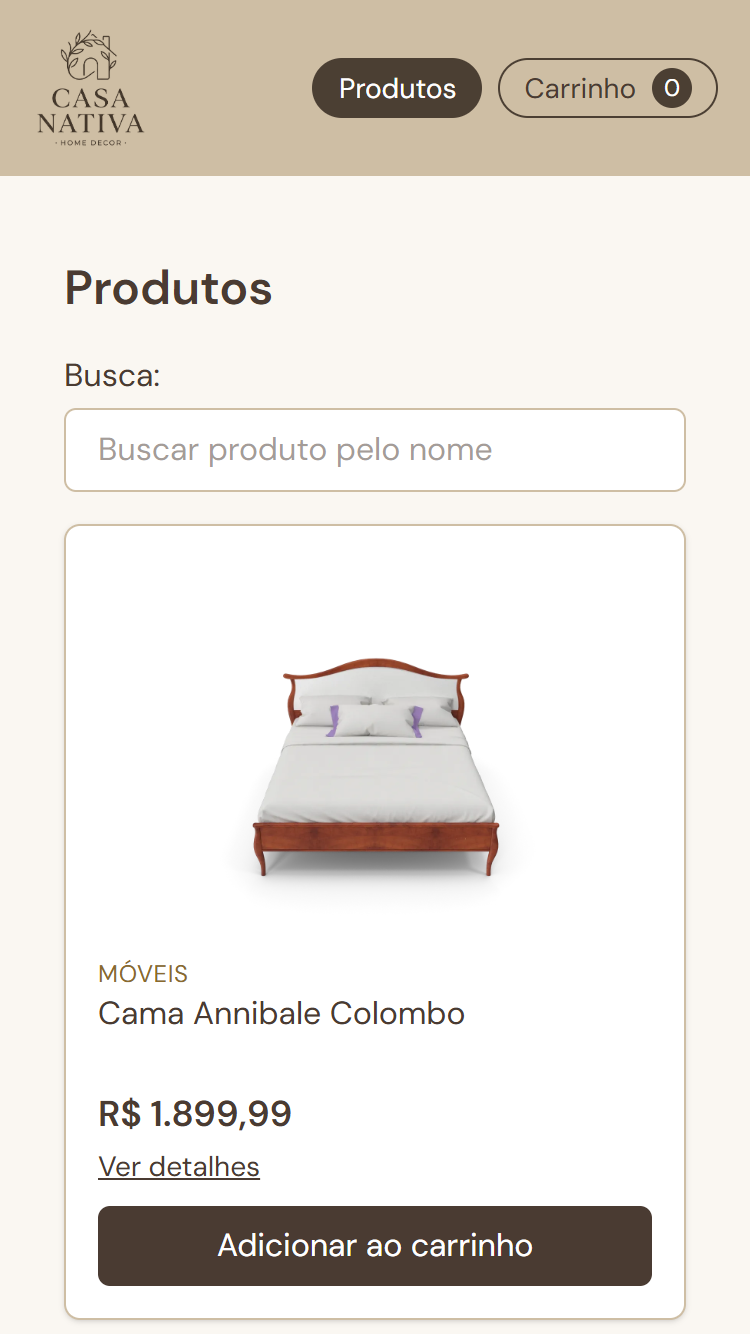 CASA
NATIVA
· HOME DECOR ·
Produtos
Carrinho 0
Produtos
Busca:
Buscar produto pelo nome
MÓVEIS
Cama Annibale Colombo
R$ 1.899,99
Ver detalhes
Adicionar ao carrinho